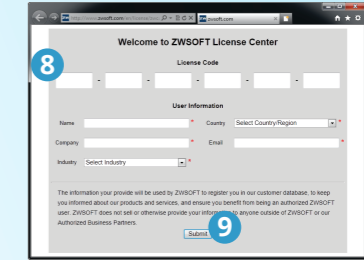 zwsoft.com
Welcome to ZWSOFT License Center
License Code
8
- - - - -
User Information
Name * Country Select Country/Region *
Company * Email *
Industry Select Industry *
The information your provide will be used by ZWSOFT to register you in our customer database, to keep
you informed about our products and services, and ensure you benefit from being an authorized ZWSOFT
user. ZWSOFT does not sell or otherwise provide your information to anyone outside of ZWSOFT or our
Authorized Business Partners.
Submit
9